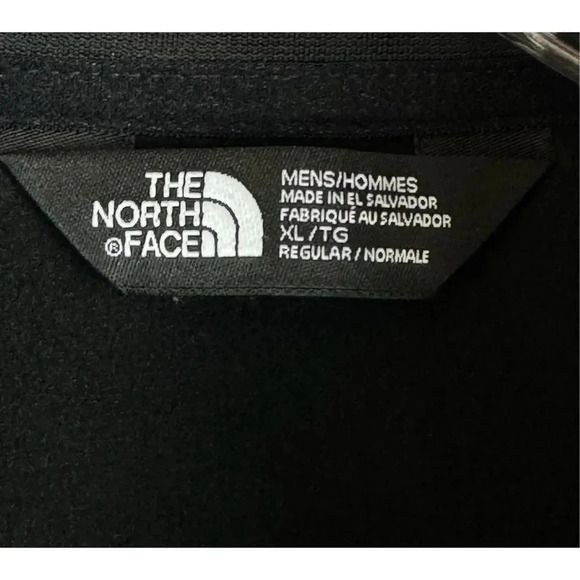 THE
NORTH
®FACE
MENS/HOMMES
MADE IN EL SALVADOR
FABRIQUÉ AU SALVADOR
XL/TG
REGULAR/NORMALE